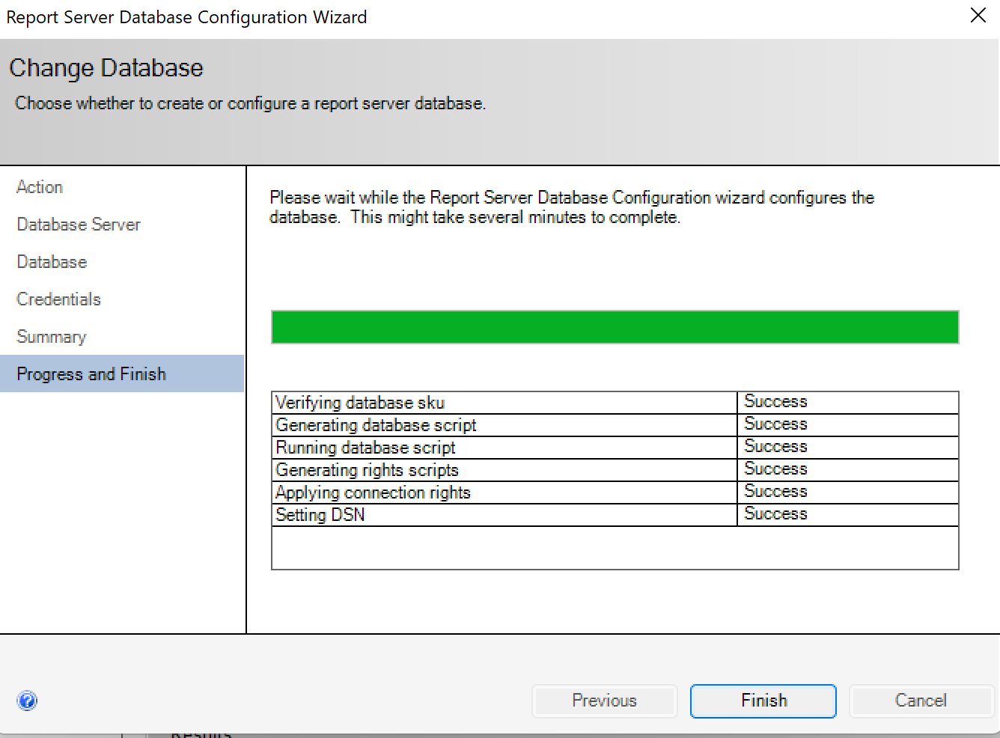 Report Server Database Configuration Wizard
Change Database
Choose whether to create or configure a report server database.
Action
Database Server
Database
Credentials
Summary
Progress and Finish
Please wait while the Report Server Database Configuration wizard configures the
database.  This might take several minutes to complete.
Verifying database sku Success
Generating database script Success
Running database script Success
Generating rights scripts Success
Applying connection rights Success
Setting DSN Success
?
Previous
Finish
Cancel
Results